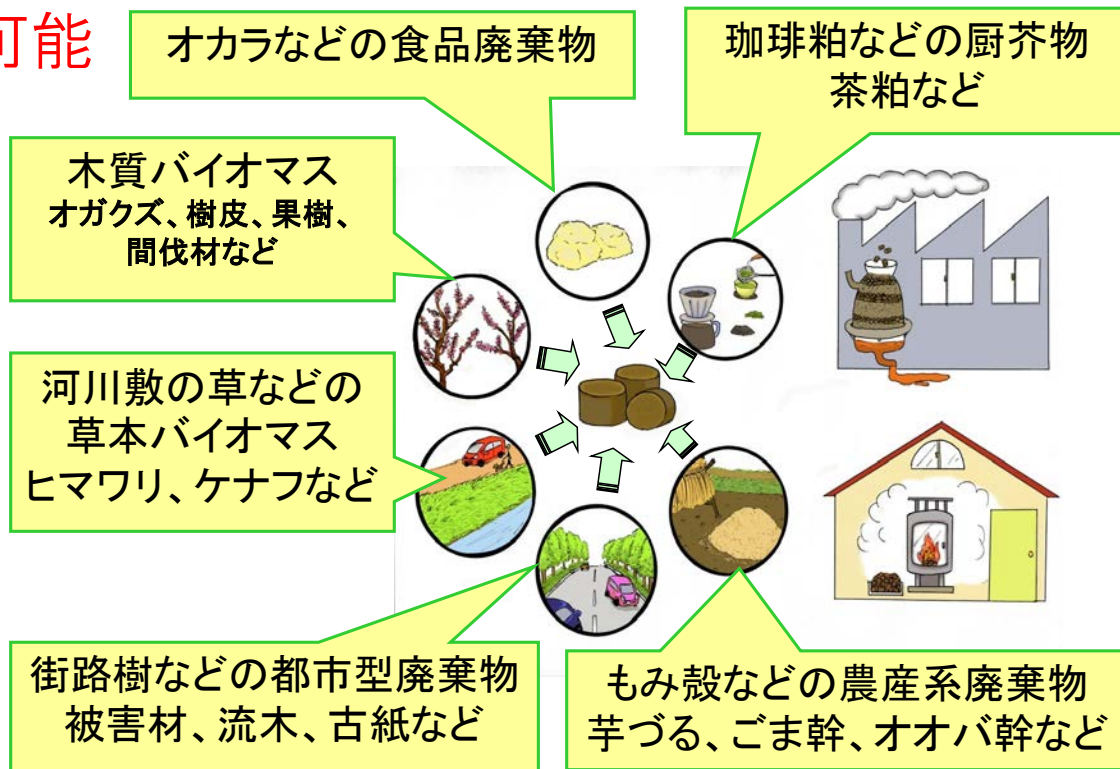 可能
オカラなどの食品廃棄物
珈琲粕などの厨芥物
茶粕など
木質バイオマス
オガクズ、樹皮、果樹、
間伐材など
河川敷の草などの
草本バイオマス
ヒマワリ、ケナフなど
街路樹などの都市型廃棄物
被害材、流木、古紙など
もみ殻などの農産系廃棄物
芋づる、ごま幹、オオバ幹など